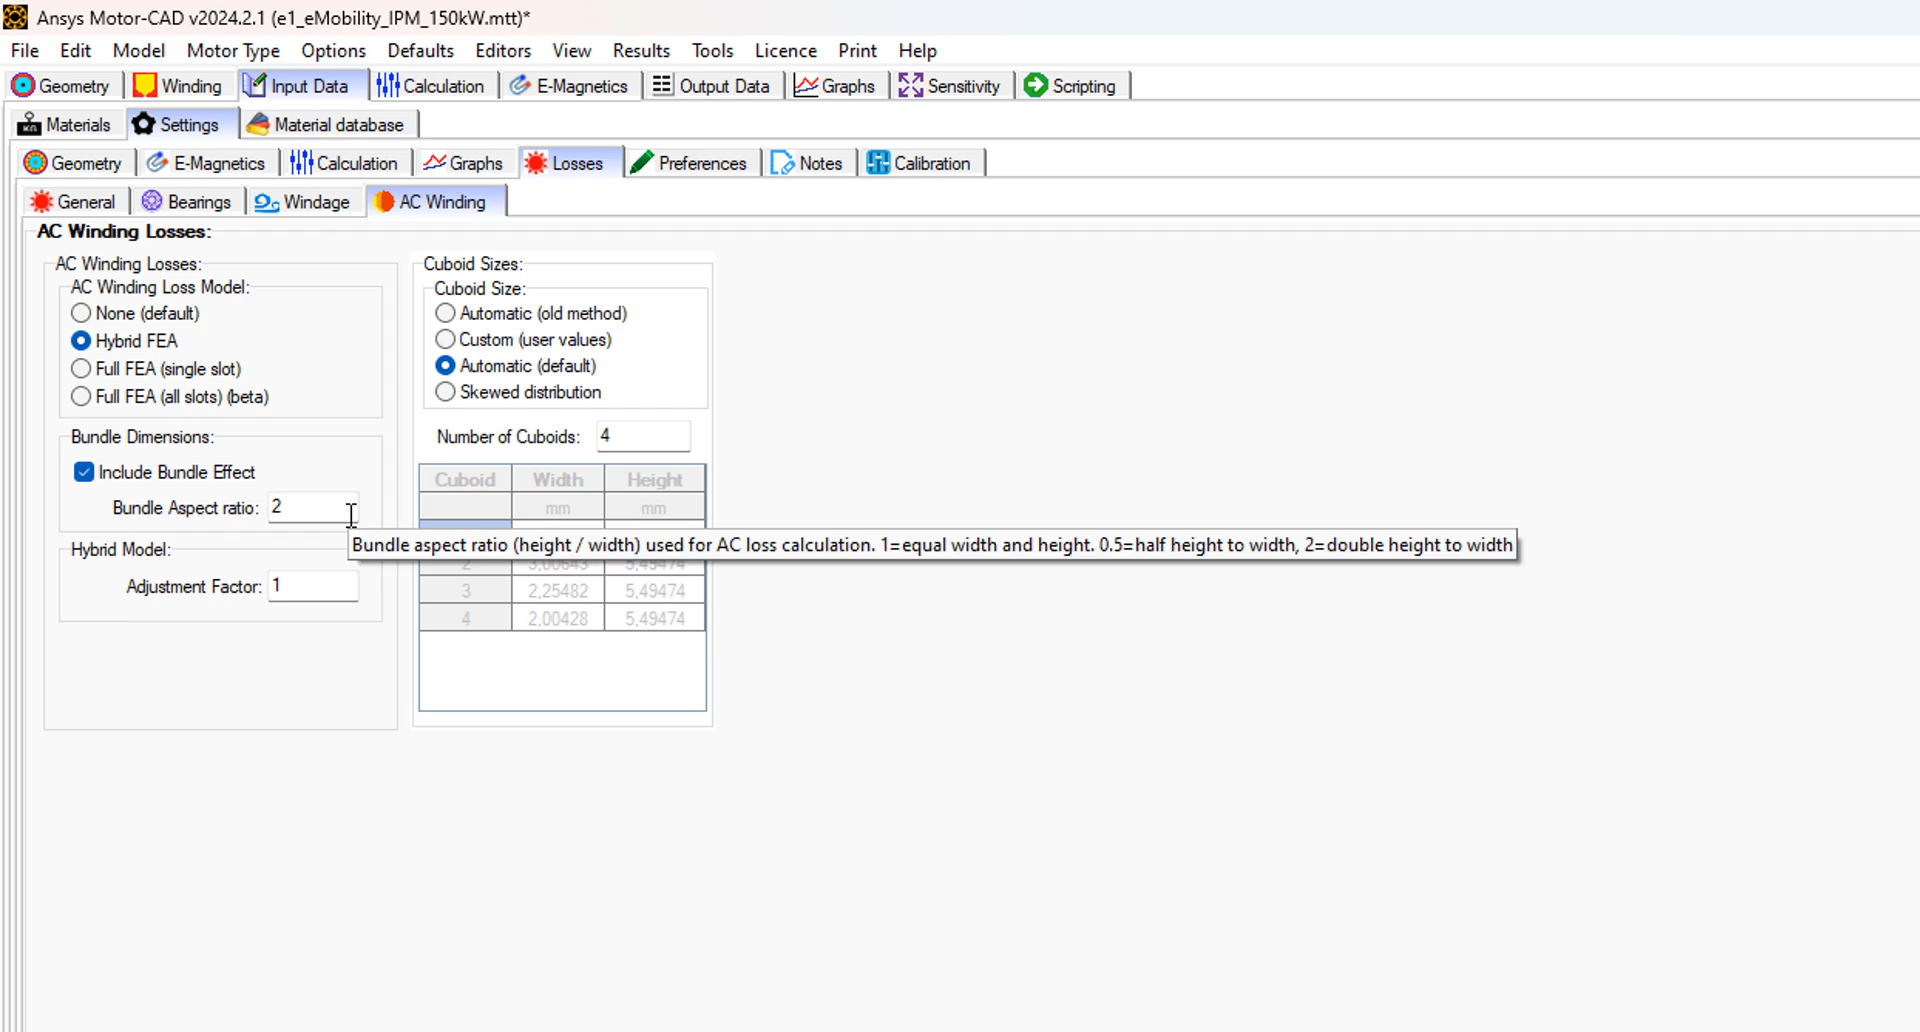 Ansys Motor-CAD v2024.2.1 (e1_eMobility_IPM_150kW.mtt)*
File Edit Model Motor Type Options Defaults Editors View Results Tools Licence Print Help
Geometry Winding Input Data Calculation E-Magnetics Output Data Graphs Sensitivity Scripting
Materials Settings Material database
Geometry E-Magnetics Calculation Graphs Losses Preferences Notes Calibration
General Bearings Windage AC Winding
AC Winding Losses:
AC Winding Losses:
AC Winding Loss Model:
None (default)
Hybrid FEA
Full FEA (single slot)
Full FEA (all slots) (beta)
Bundle Dimensions:
Include Bundle Effect
Bundle Aspect ratio: 2
Hybrid Model:
Adjustment Factor: 1
Cuboid Sizes:
Cuboid Size:
Automatic (old method)
Custom (user values)
Automatic (default)
Skewed distribution
Number of Cuboids: 4
Cuboid Width Height
mm mm
Bundle aspect ratio (height / width) used for AC loss calculation. 1=equal width and height. 0.5=half height to width, 2=double height to width
2 3,00643 5,49474
3 2,25482 5,49474
4 2,00428 5,49474